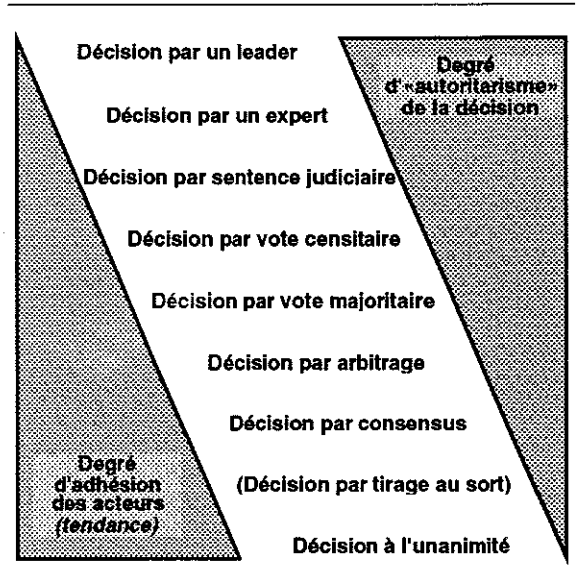 Décision par un leader
Degré
d'«autoritarisme»
de la décision
Décision par un expert
Décision par sentence judiciaire
Décision par vote censitaire
Décision par vote majoritaire
Décision par arbitrage
Décision par consensus
Degré
d'adhésion
des acteurs
(tendance)
(Décision par tirage au sort)
Décision à l'unanimité